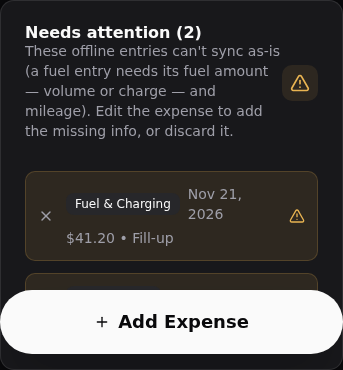 Needs attention (2)
These offline entries can't sync as-is
(a fuel entry needs its fuel amount
— volume or charge — and
mileage). Edit the expense to add
the missing info, or discard it.
Fuel & Charging
Nov 21,
2026
$41.20 • Fill-up
+ Add Expense